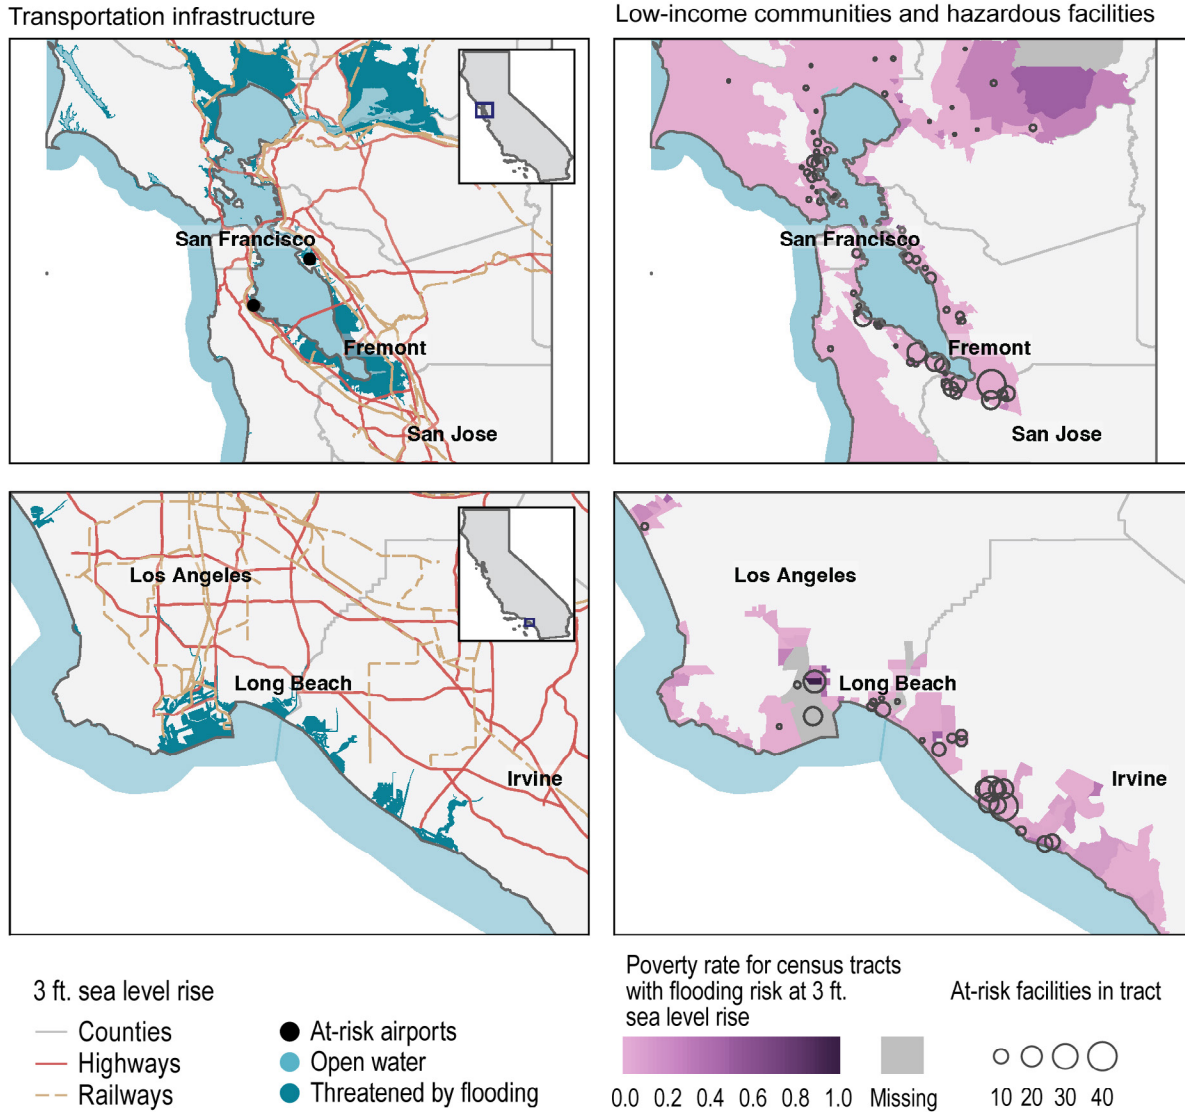 Transportation infrastructure
Low-income communities and hazardous facilities
San Francisco
Fremont
San Jose
San Francisco
Fremont
San Jose
Los Angeles
Long Beach
Irvine
Los Angeles
Long Beach
Irvine
3 ft. sea level rise
Counties
Highways
Railways
At-risk airports
Open water
Threatened by flooding
Poverty rate for census tracts
with flooding risk at 3 ft.
sea level rise
0.0 0.2 0.4 0.6 0.8 1.0
Missing
At-risk facilities in tract
10 20 30 40